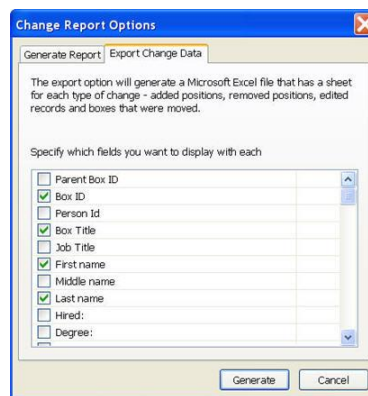 Change Report Options
Generate Report
Export Change Data
The export option will generate a Microsoft Excel file that has a sheet
for each type of change - added positions, removed positions, edited
records and boxes that were moved.
Specify which fields you want to display with each
Parent Box ID
Box ID
Person Id
Box Title
Job Title
First name
Middle name
Last name
Hired:
Degree:
Generate
Cancel